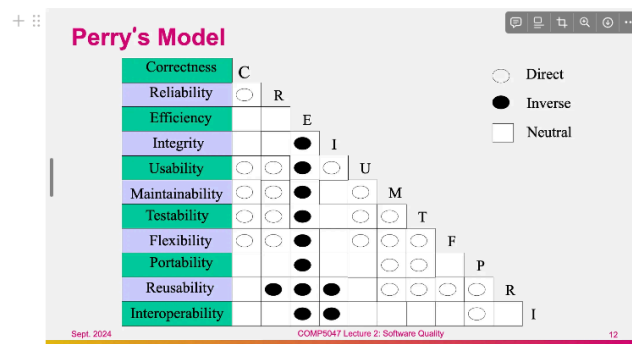 Perry's Model
Correctness C
Reliability R
Efficiency E
Integrity I
Usability U
Maintainability M
Testability T
Flexibility F
Portability P
Reusability R
Interoperability I
Direct
Inverse
Neutral
Sept. 2024
COMP5047 Lecture 2: Software Quality
12